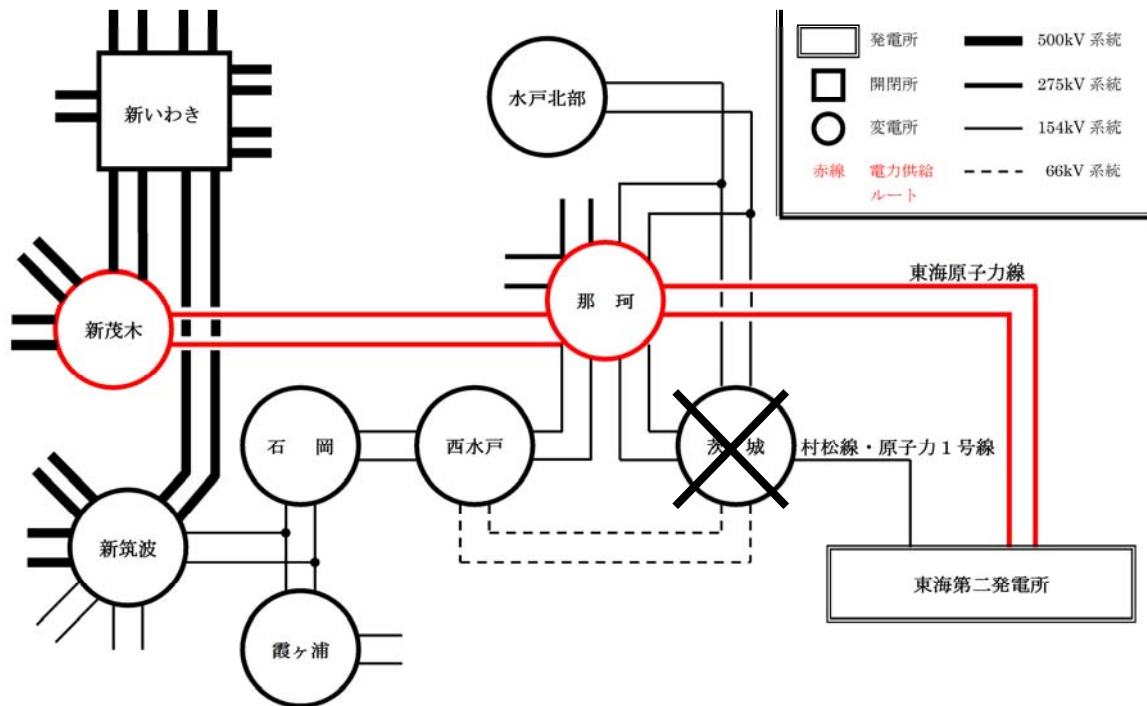 発電所
500kV 系統
開閉所
275kV 系統
変電所
154kV 系統
赤線
電力供給
ルート
66kV 系統
新いわき
水戸北部
東海原子力線
那 珂
新茂木
石 岡
西水戸
茨 城
村松線・原子力1号線
新筑波
東海第二発電所
霞ヶ浦